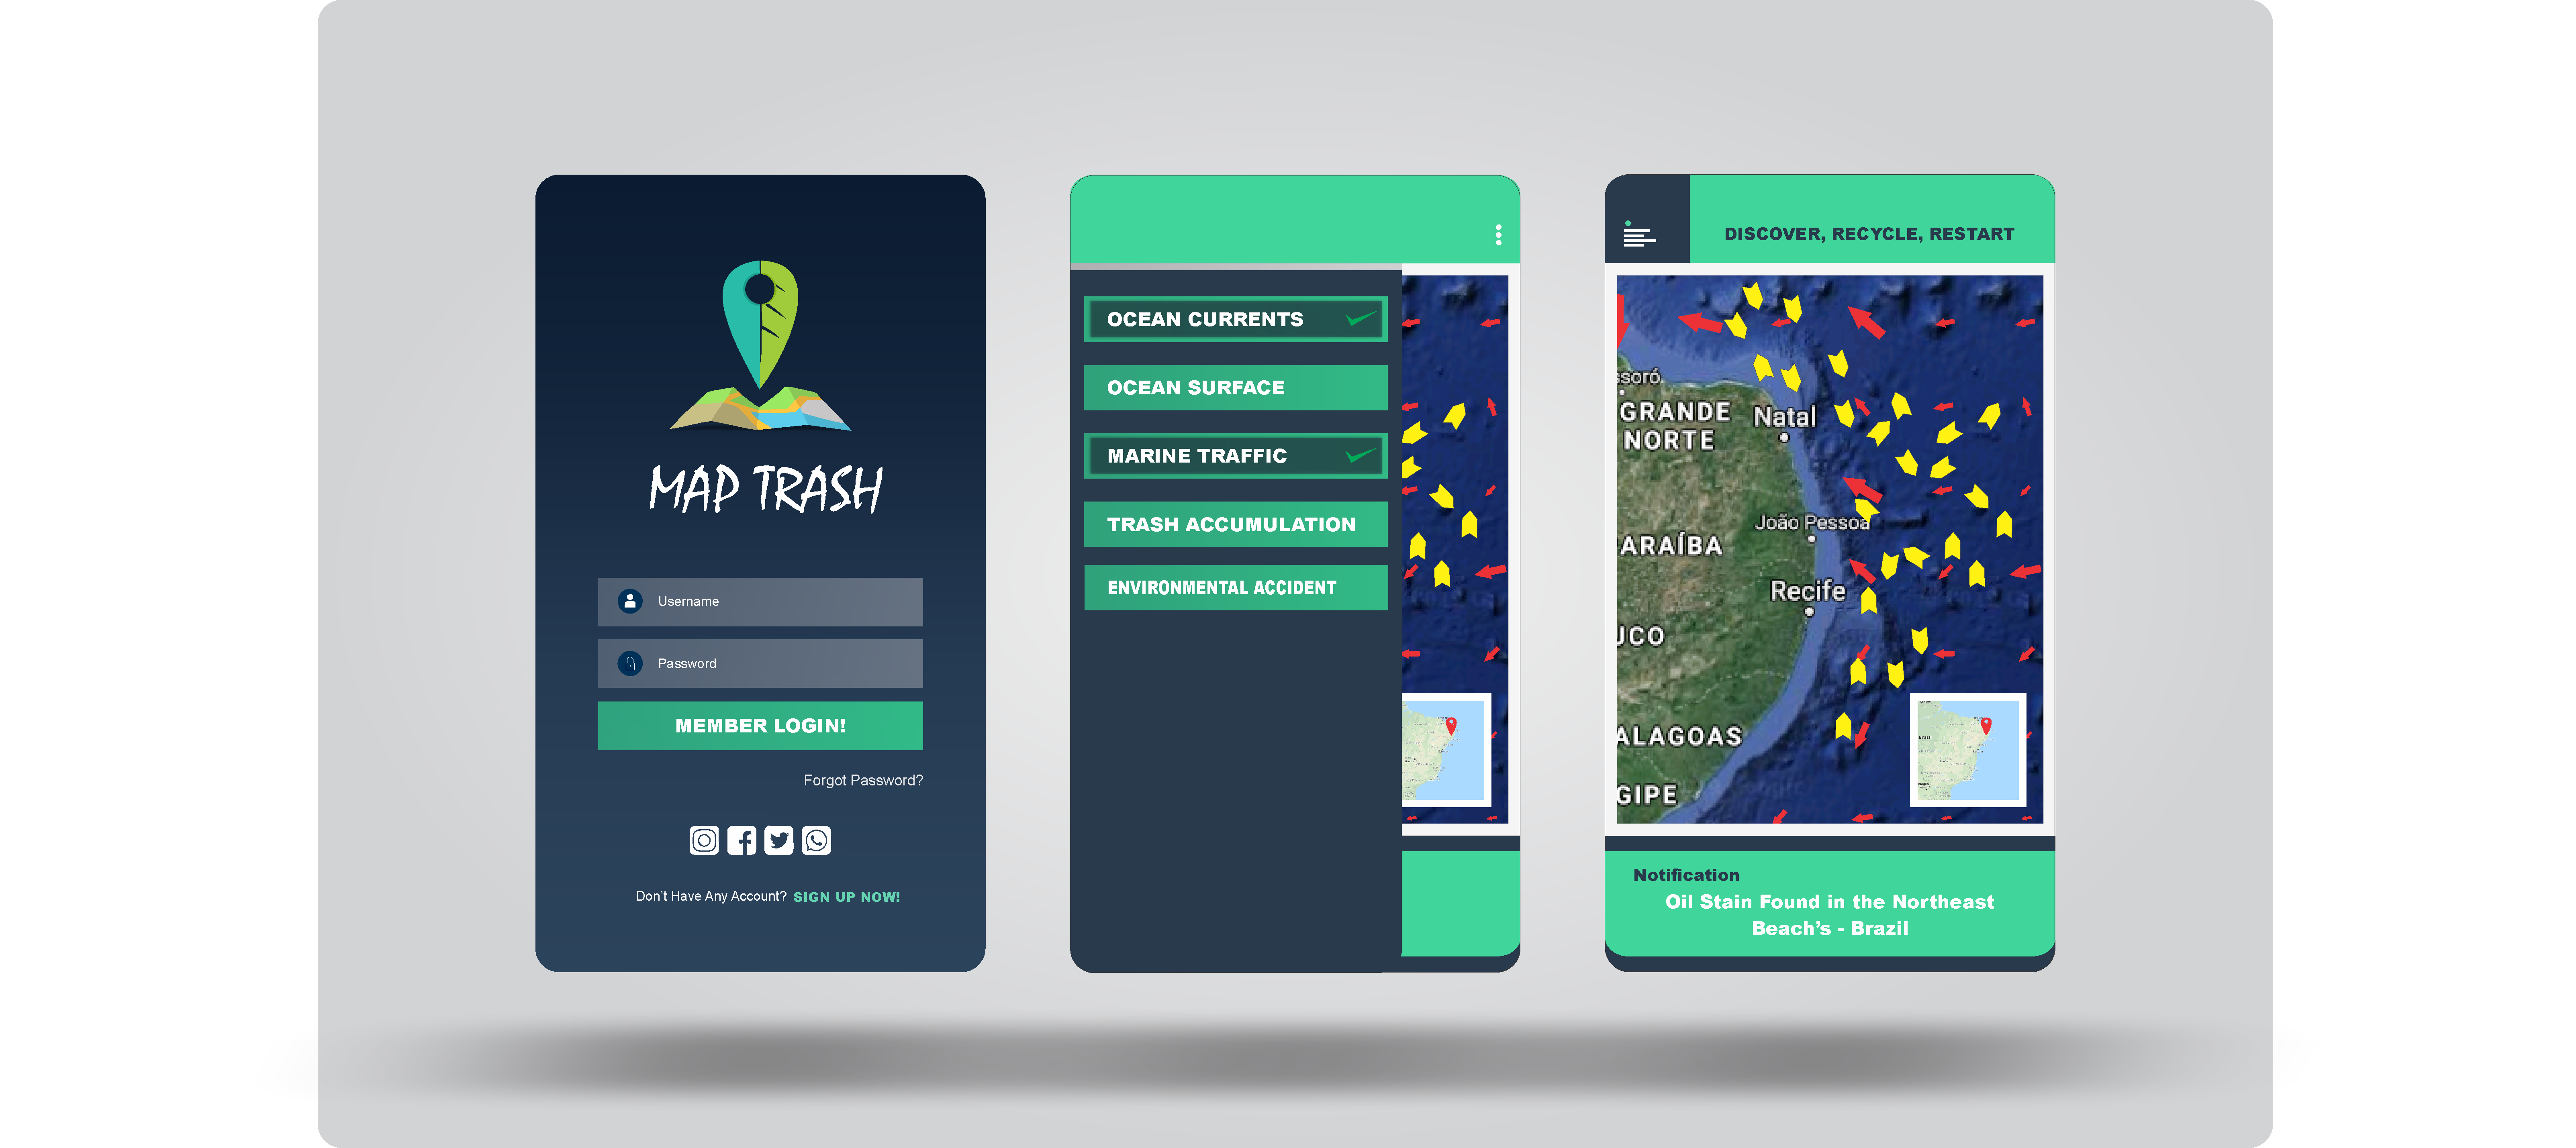 MAP TRASH
Username
Password
MEMBER LOGIN!
Forgot Password?
Don't Have Any Account? SIGN UP NOW!
OCEAN CURRENTS
OCEAN SURFACE
MARINE TRAFFIC
TRASH ACCUMULATION
ENVIRONMENTAL ACCIDENT
DISCOVER, RECYCLE, RESTART
ssoró
GRANDE
NORTE
Natal
João Pessoa
ARAÍBA
Recife
UCO
ALAGOAS
GIPE
Notification
Oil Stain Found in the Northeast
Beach's - Brazil